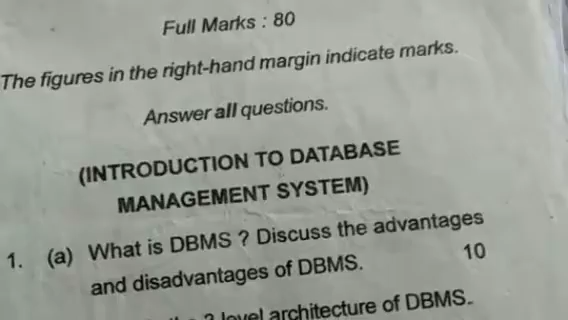 Full Marks : 80
The figures in the right-hand margin indicate marks.
Answer all questions.
(INTRODUCTION TO DATABASE
MANAGEMENT SYSTEM)
1. (a) What is DBMS ? Discuss the advantages
and disadvantages of DBMS. 10
level architecture of DBMS.